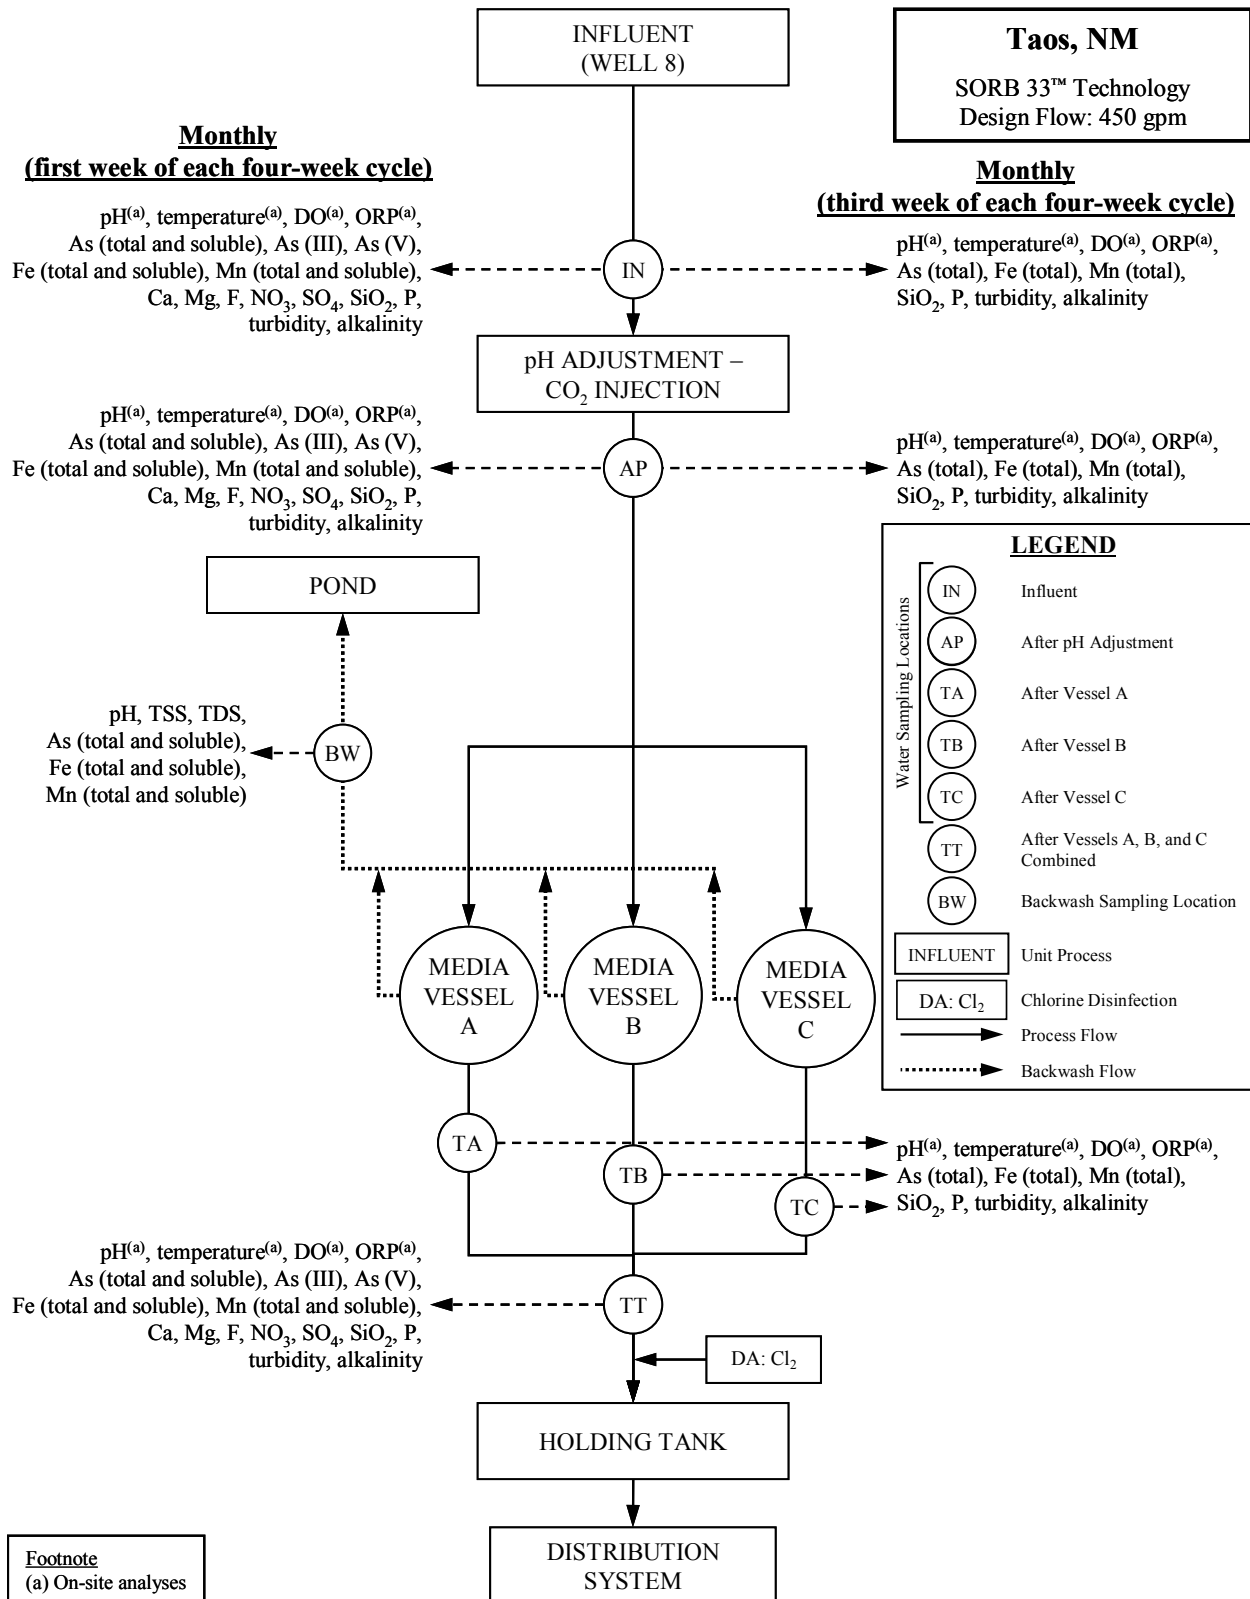 INFLUENT
(WELL 8)
Taos, NM
SORB 33™ Technology
Design Flow: 450 gpm
Monthly
(first week of each four-week cycle)
Monthly
(third week of each four-week cycle)
pH(a), temperature(a), DO(a), ORP(a),
As (total and soluble), As (III), As (V),
Fe (total and soluble), Mn (total and soluble),
Ca, Mg, F, NO3, SO4, SiO2, P,
turbidity, alkalinity
IN
pH(a), temperature(a), DO(a), ORP(a),
As (total), Fe (total), Mn (total),
SiO2, P, turbidity, alkalinity
pH ADJUSTMENT –
CO2 INJECTION
pH(a), temperature(a), DO(a), ORP(a),
As (total and soluble), As (III), As (V),
Fe (total and soluble), Mn (total and soluble),
Ca, Mg, F, NO3, SO4, SiO2, P,
turbidity, alkalinity
AP
pH(a), temperature(a), DO(a), ORP(a),
As (total), Fe (total), Mn (total),
SiO2, P, turbidity, alkalinity
POND
pH, TSS, TDS,
As (total and soluble),
Fe (total and soluble),
Mn (total and soluble)
BW
LEGEND
Water Sampling Locations
IN Influent
AP After pH Adjustment
TA After Vessel A
TB After Vessel B
TC After Vessel C
TT After Vessels A, B, and C
Combined
BW Backwash Sampling Location
INFLUENT Unit Process
DA: Cl2 Chlorine Disinfection
Process Flow
Backwash Flow
MEDIA
VESSEL
A
MEDIA
VESSEL
B
MEDIA
VESSEL
C
TA
TB
TC
pH(a), temperature(a), DO(a), ORP(a),
As (total), Fe (total), Mn (total),
SiO2, P, turbidity, alkalinity
pH(a), temperature(a), DO(a), ORP(a),
As (total and soluble), As (III), As (V),
Fe (total and soluble), Mn (total and soluble),
Ca, Mg, F, NO3, SO4, SiO2, P,
turbidity, alkalinity
TT
DA: Cl2
HOLDING TANK
DISTRIBUTION
SYSTEM
Footnote
(a) On-site analyses